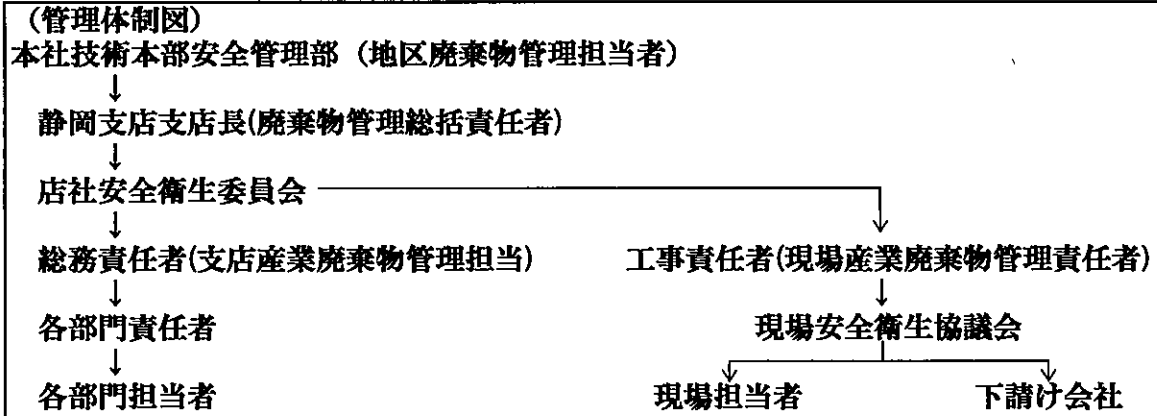 （管理体制図）
本社技術本部安全管理部（地区廃棄物管理担当者）
↓
静岡支店支店長(廃棄物管理総括責任者)
↓
店社安全衛生委員会
↓
総務責任者(支店産業廃棄物管理担当) 工事責任者(現場産業廃棄物管理責任者)
↓ ↓
各部門責任者 現場安全衛生協議会
↓
各部門担当者 現場担当者 下請け会社